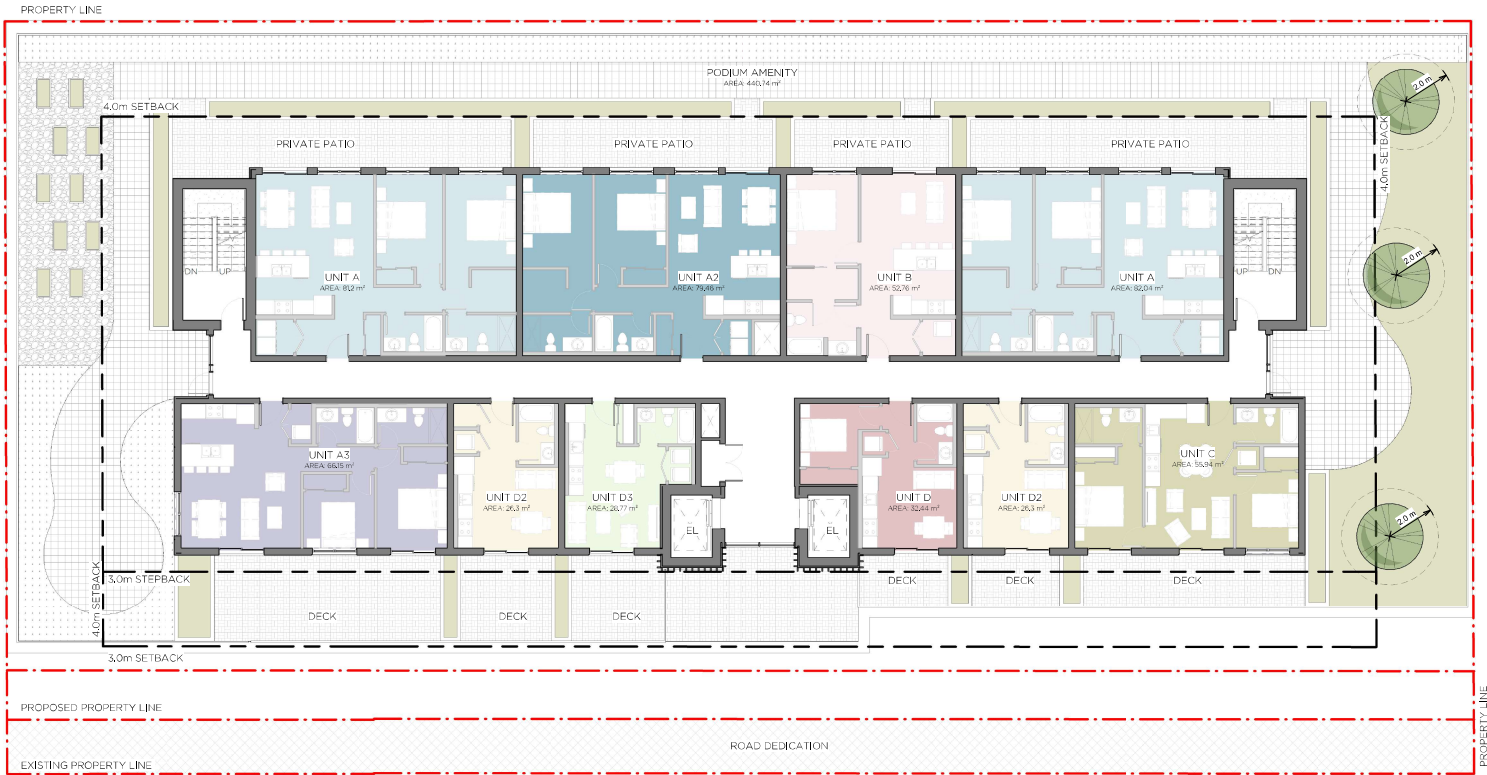 PROPERTY LINE
PODIUM AMENITY
AREA: 440.74 m²
4.0m SETBACK
2.0 m
PRIVATE PATIO
PRIVATE PATIO
PRIVATE PATIO
PRIVATE PATIO
4.0m SETBACK
DN
UP
UNIT A
AREA: 81.2 m²
UNIT A2
AREA: 79.46 m²
UNIT B
AREA: 52.76 m²
UNIT A
AREA: 82.04 m²
UP
DN
2.0 m
UNIT A3
AREA: 66.15 m²
UNIT D2
AREA: 26.3 m²
UNIT D3
AREA: 28.77 m²
EL
EL
UNIT D
AREA: 32.44 m²
UNIT D2
AREA: 26.3 m²
UNIT C
AREA: 56.94 m²
2.0 m
3.0m STEPBACK
4.0m SETBACK
DECK
DECK
DECK
DECK
DECK
DECK
3.0m SETBACK
PROPOSED PROPERTY LINE
PROPERTY LINE
ROAD DEDICATION
EXISTING PROPERTY LINE